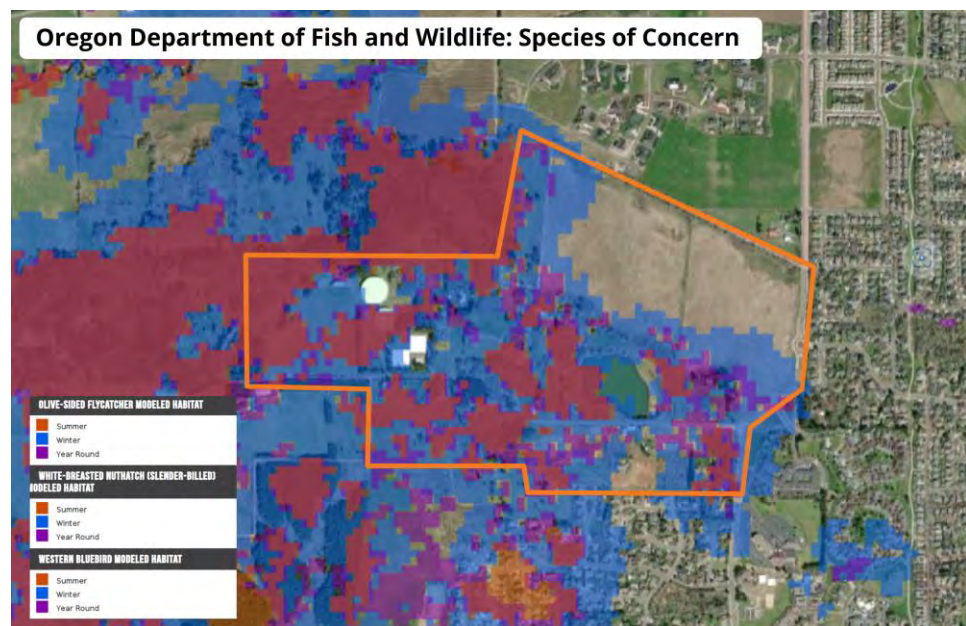 Oregon Department of Fish and Wildlife: Species of Concern
OLIVE-SIDED FLYCATCHER MODELED HABITAT
Summer
Winter
Year Round
WHITE-BREASTED NUTHATCH (SLENDER-BILLED)
MODELED HABITAT
Summer
Winter
Year Round
WESTERN BLUEBIRD MODELED HABITAT
Summer
Winter
Year Round